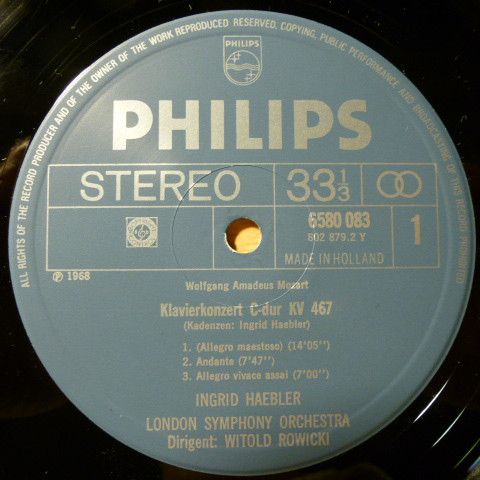 ALL RIGHTS OF THE RECORD PRODUCER AND OF THE OWNER OF THE WORK REPRODUCED RESERVED. COPYING, PUBLIC PERFORMANCE AND BROADCASTING OF THIS RECORD PROHIBITED
PHILIPS
PHILIPS
STEREO
33 1/3
6580 083
802 879.2 Y
1
MADE IN HOLLAND
℗ 1968
Wolfgang Amadeus Mozart
Klavierkonzert C-dur KV 467
(Kadenzen: Ingrid Haebler)
1. (Allegro maestoso) (14'05'')
2. Andante (7'47'')
3. Allegro vivace assai (7'00'')
INGRID HAEBLER
LONDON SYMPHONY ORCHESTRA
Dirigent: WITOLD ROWICKI